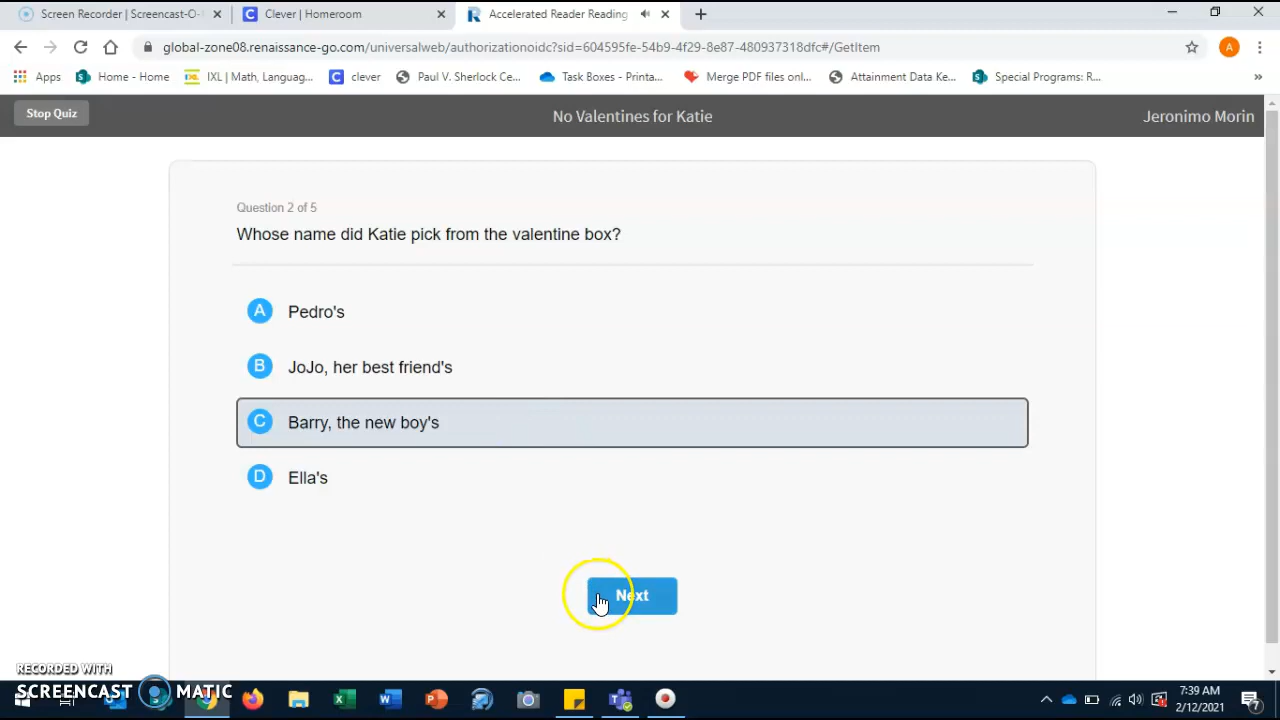 Screen Recorder | Screencast-O-
Clever | Homeroom
Accelerated Reader Reading
global-zone08.renaissance-go.com/universalweb/authorizationoidc?sid=604595fe-54b9-4f29-8e87-480937318dfc#/GetItem
A
Apps
Home - Home
IXL | Math, Languag...
clever
Paul V. Sherlock Ce...
Task Boxes - Printa...
Merge PDF files onl...
Attainment Data Ke...
Special Programs: R...
»
Stop Quiz
No Valentines for Katie
Jeronimo Morin
Question 2 of 5
Whose name did Katie pick from the valentine box?
A Pedro's
B JoJo, her best friend's
C Barry, the new boy's
D Ella's
Next
RECORDED WITH
SCREENCAST MATIC
7:39 AM
2/12/2021
7